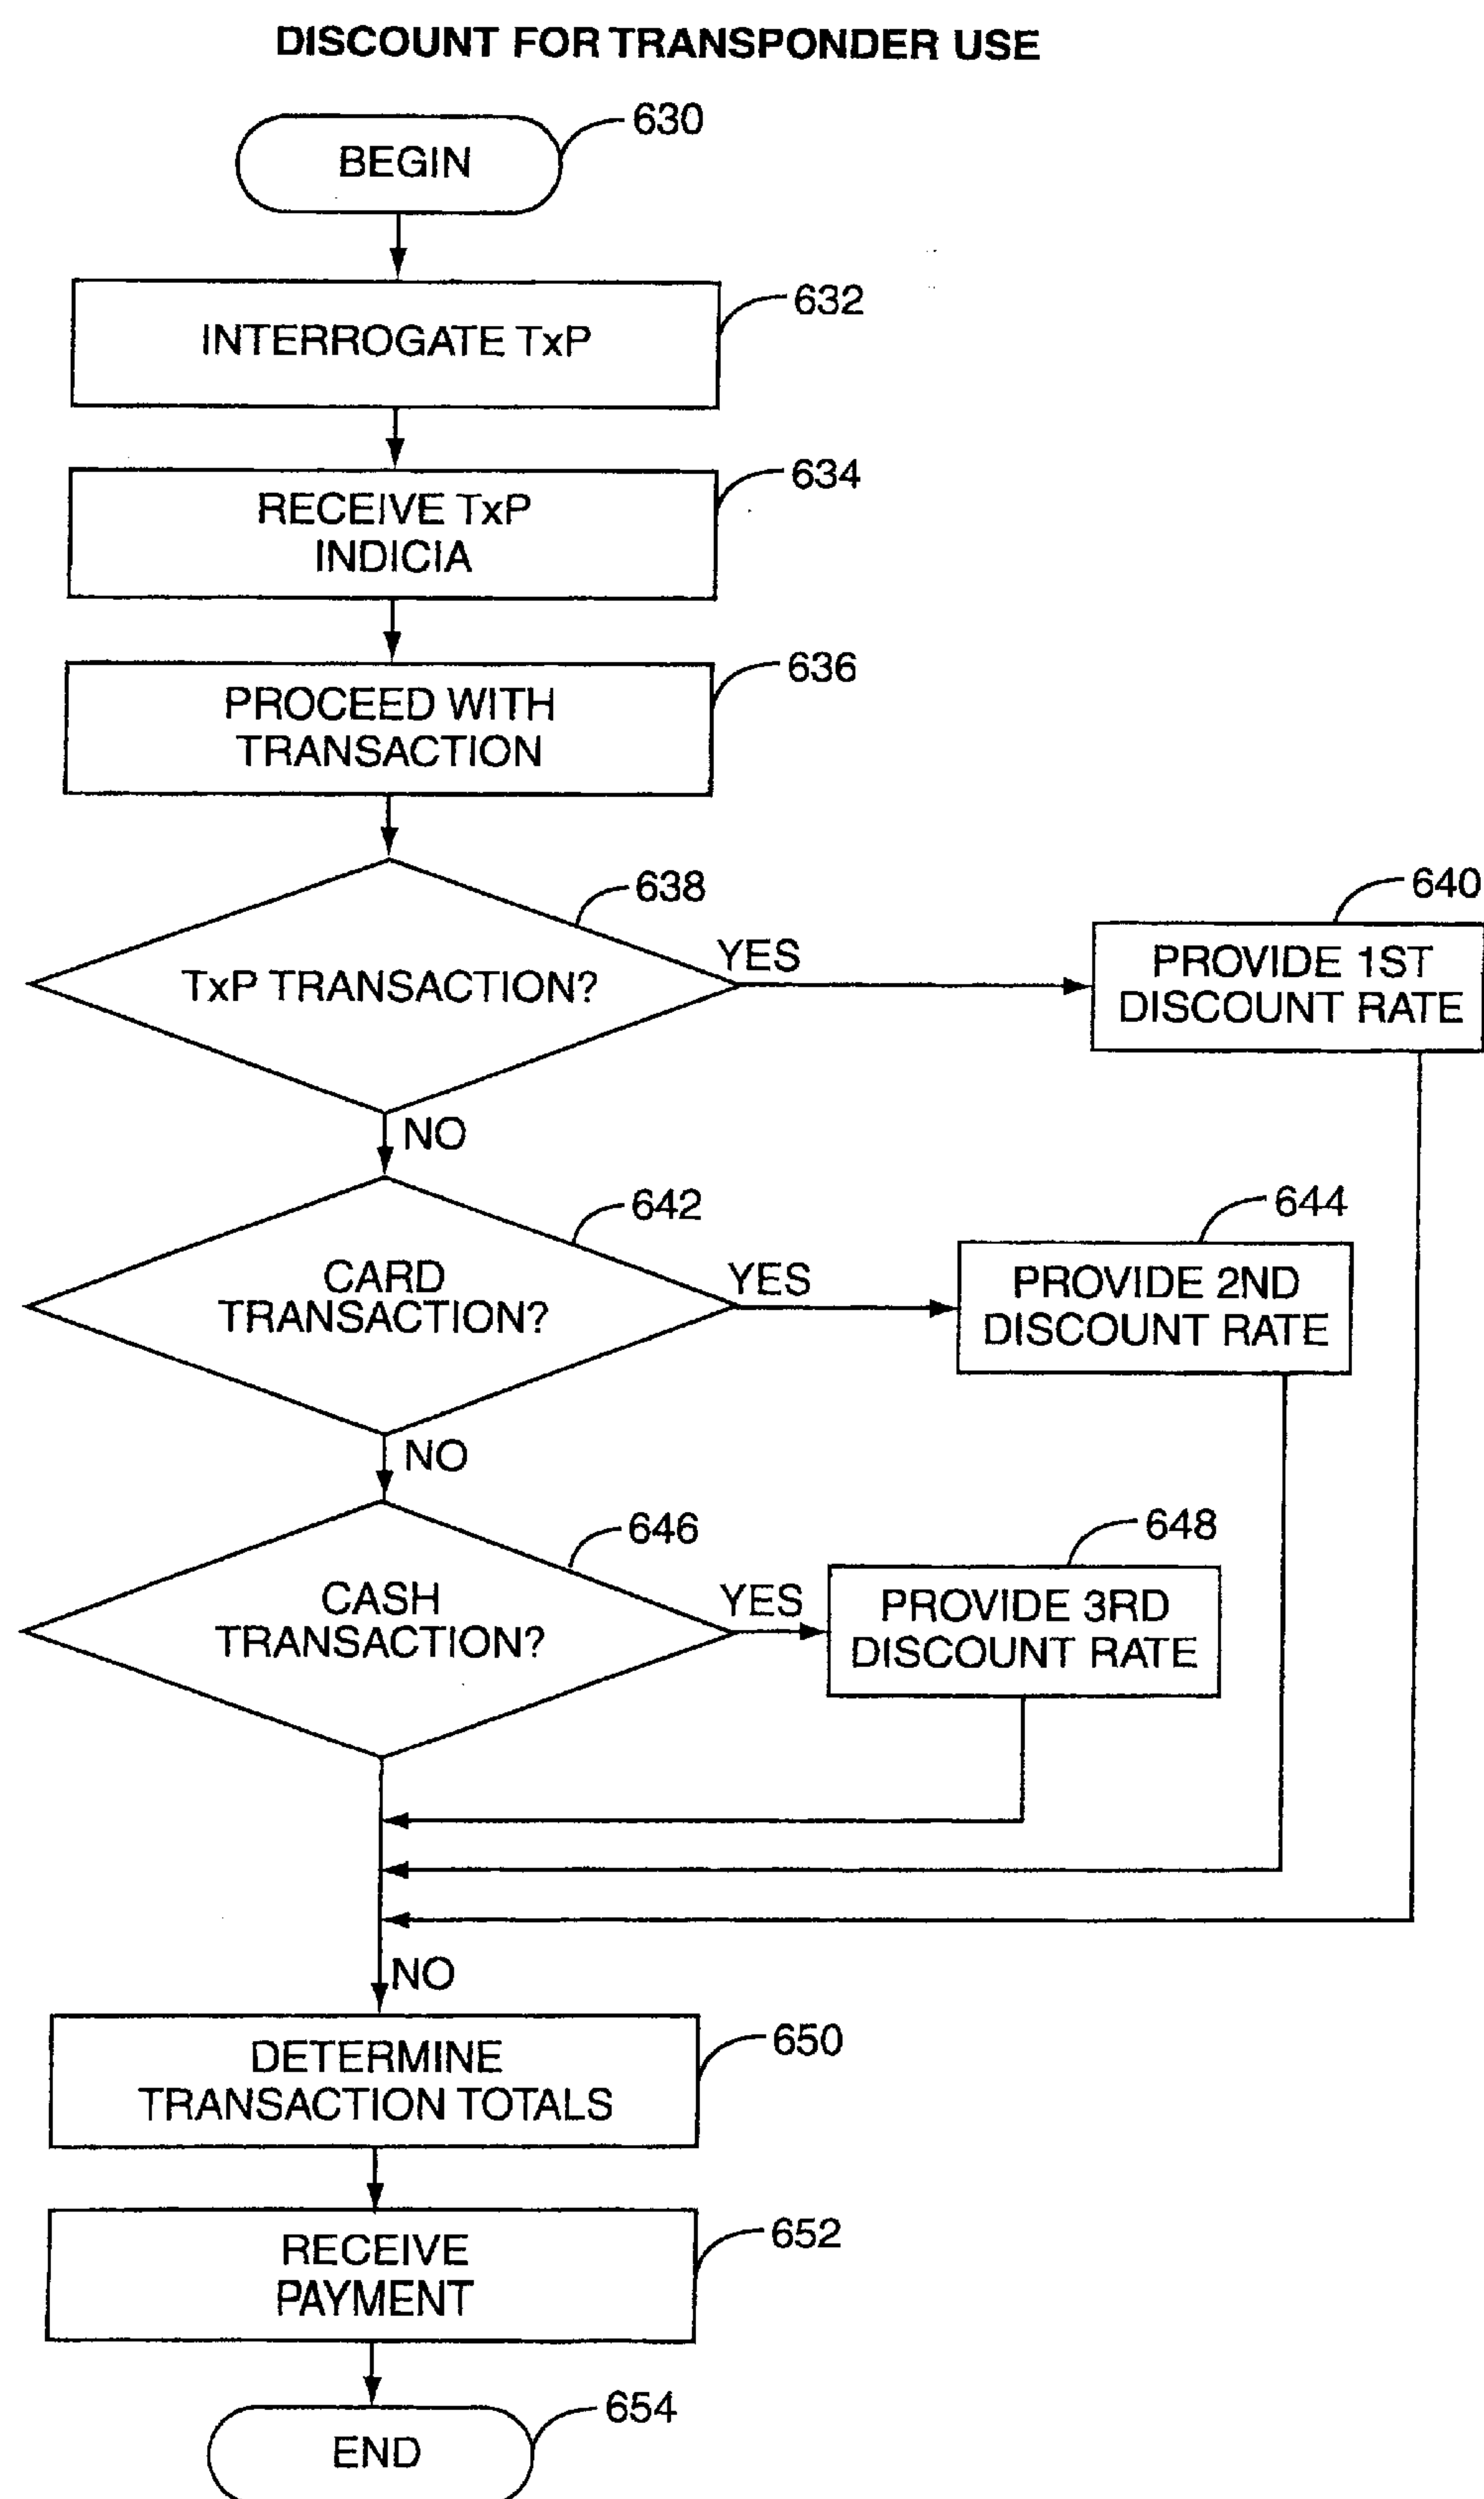 DISCOUNT FOR TRANSPONDER USE
630
BEGIN
632
INTERROGATE TxP
634
RECEIVE TxP
INDICIA
636
PROCEED WITH
TRANSACTION
638
TxP TRANSACTION?
YES
640
PROVIDE 1ST
DISCOUNT RATE
NO
642
CARD
TRANSACTION?
YES
644
PROVIDE 2ND
DISCOUNT RATE
NO
646
CASH
TRANSACTION?
YES
648
PROVIDE 3RD
DISCOUNT RATE
NO
650
DETERMINE
TRANSACTION TOTALS
652
RECEIVE
PAYMENT
654
END